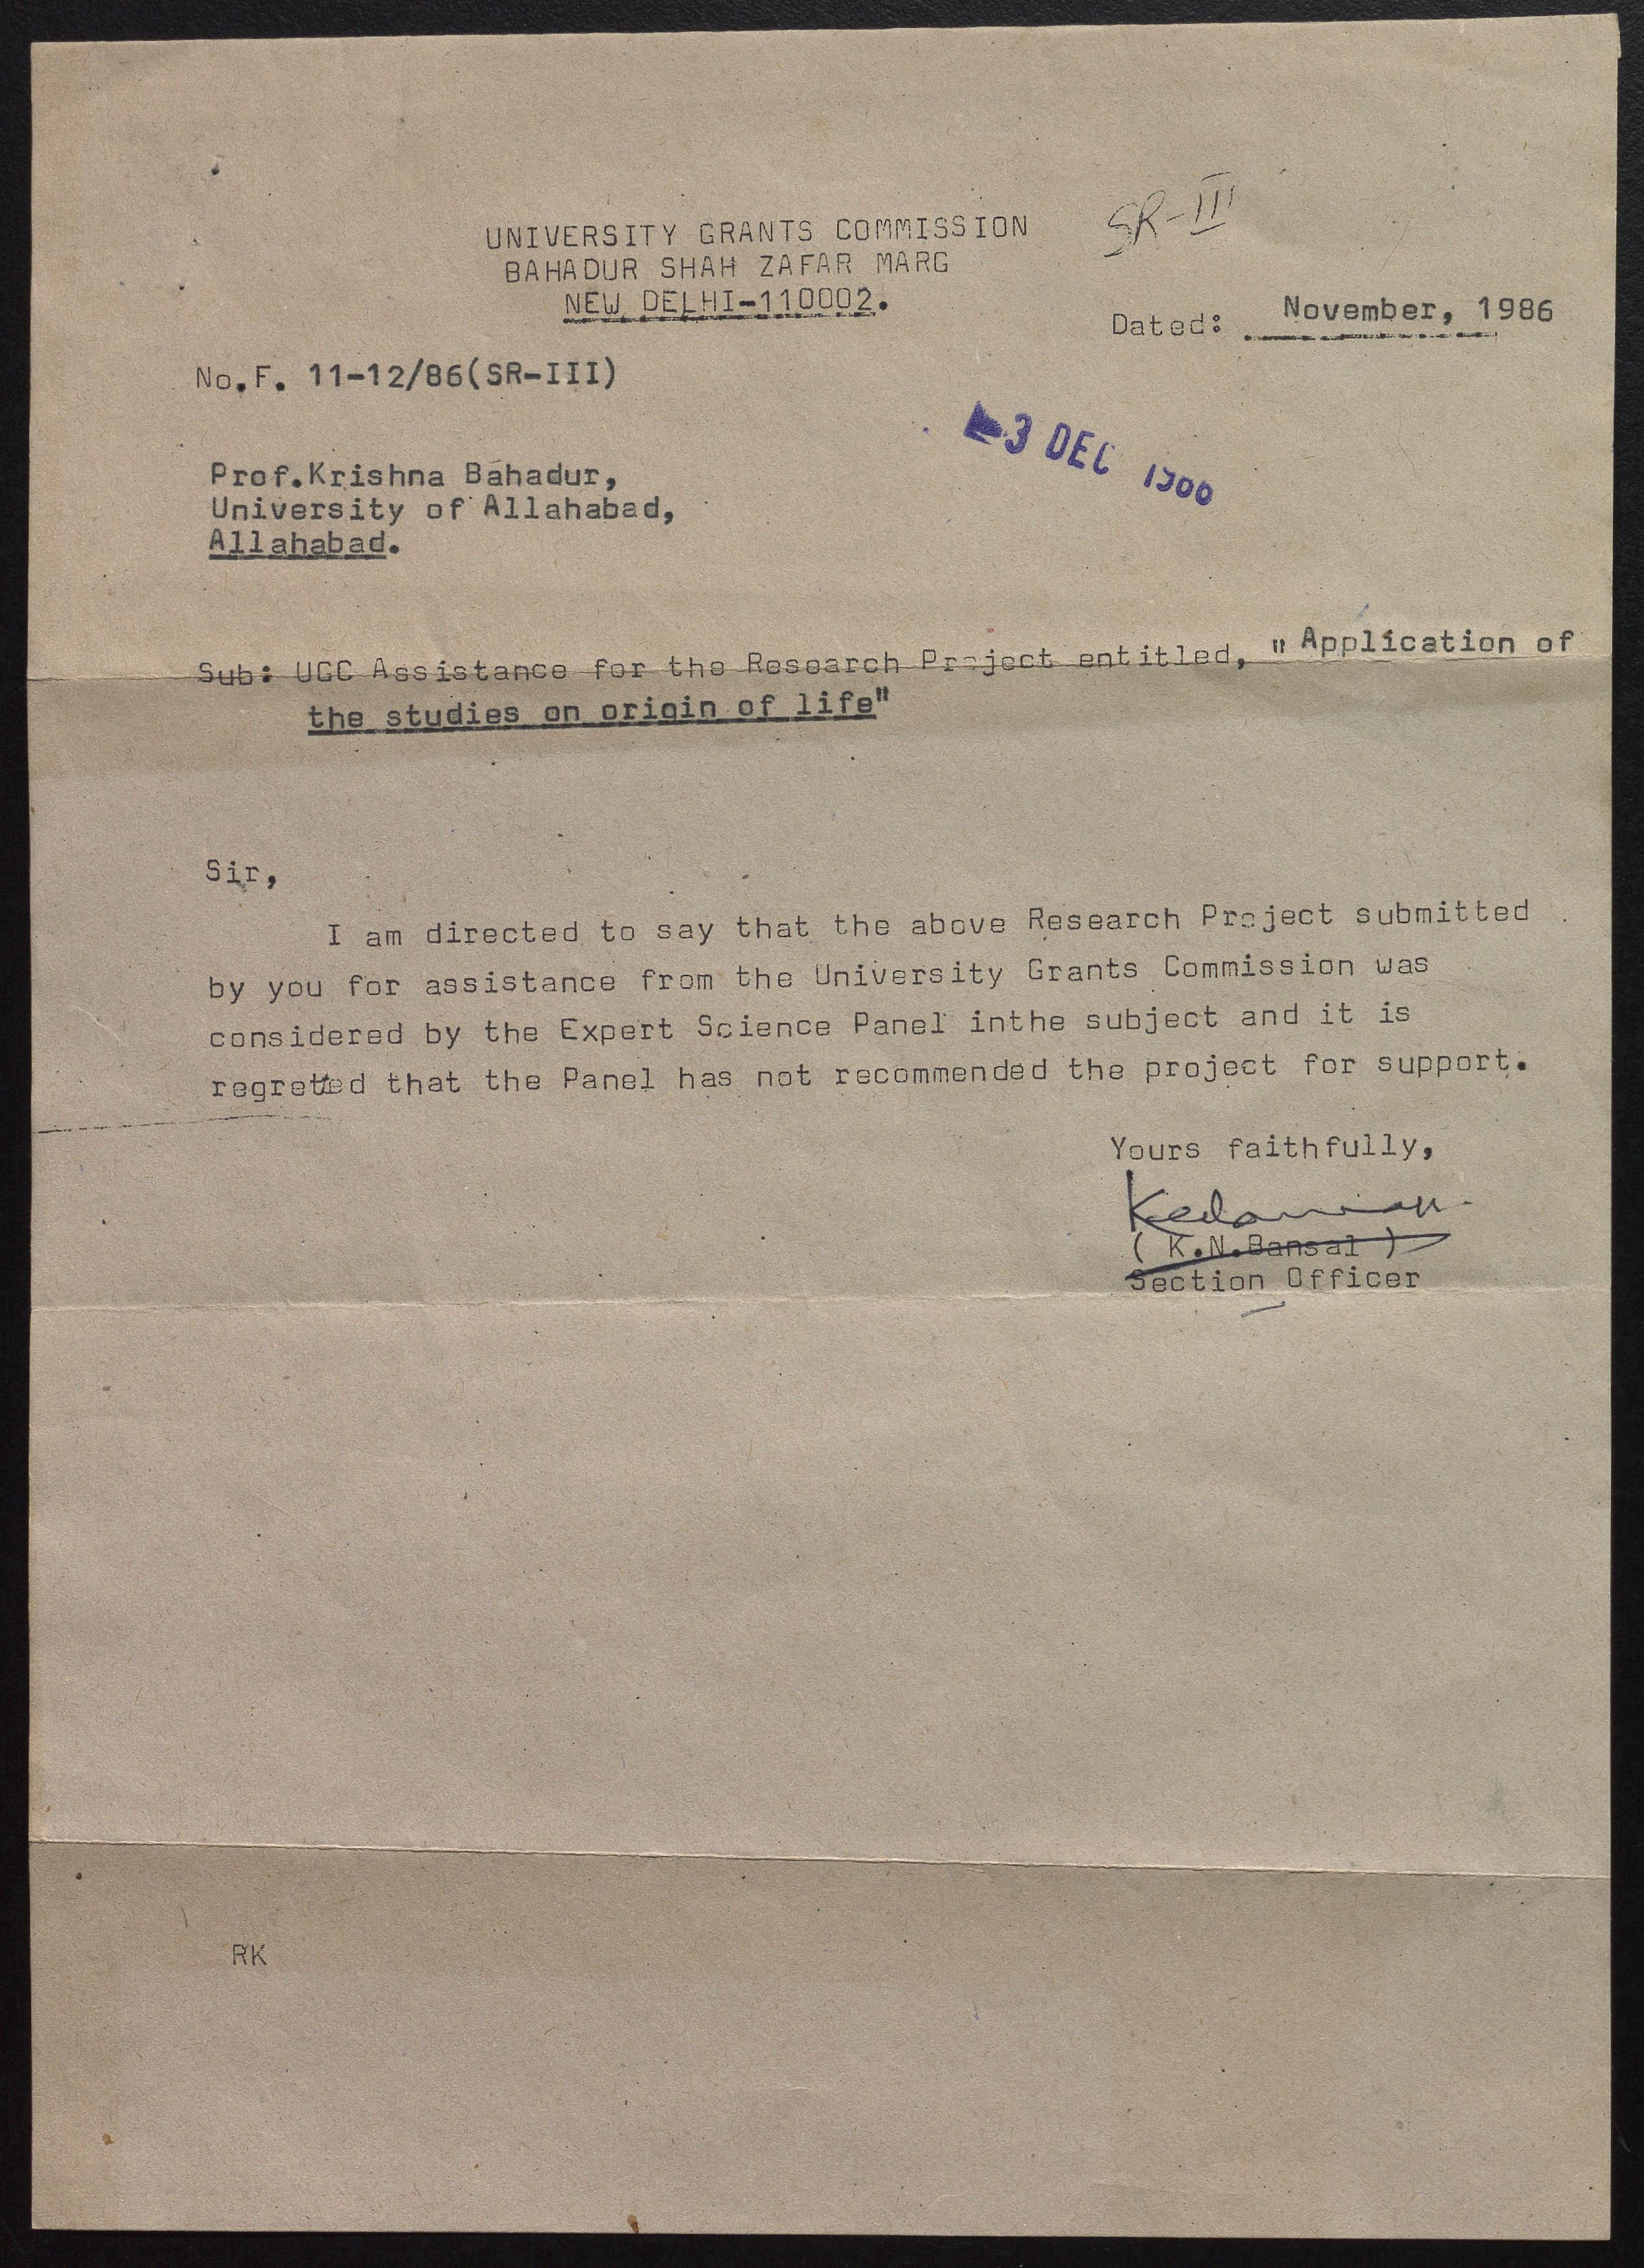 SR-III
UNIVERSITY GRANTS COMMISSION
BAHADUR SHAH ZAFAR MARG
NEW DELHI-110002.
Dated: November, 1986
No.F. 11-12/86(SR-III)
3 DEC
Prof.Krishna Bahadur,
University of Allahabad,
Allahabad.
Sub: UGC Assistance for the Research Project entitled, " Application of
the studies on origin of life"
Sir,
I am directed to say that the above Research Project submitted
by you for assistance from the University Grants Commission was
considered by the Expert Science Panel inthe subject and it is
regretted that the Panel has not recommended the project for support.
Yours faithfully,
( K.N.Bansal )
Section Officer
RK